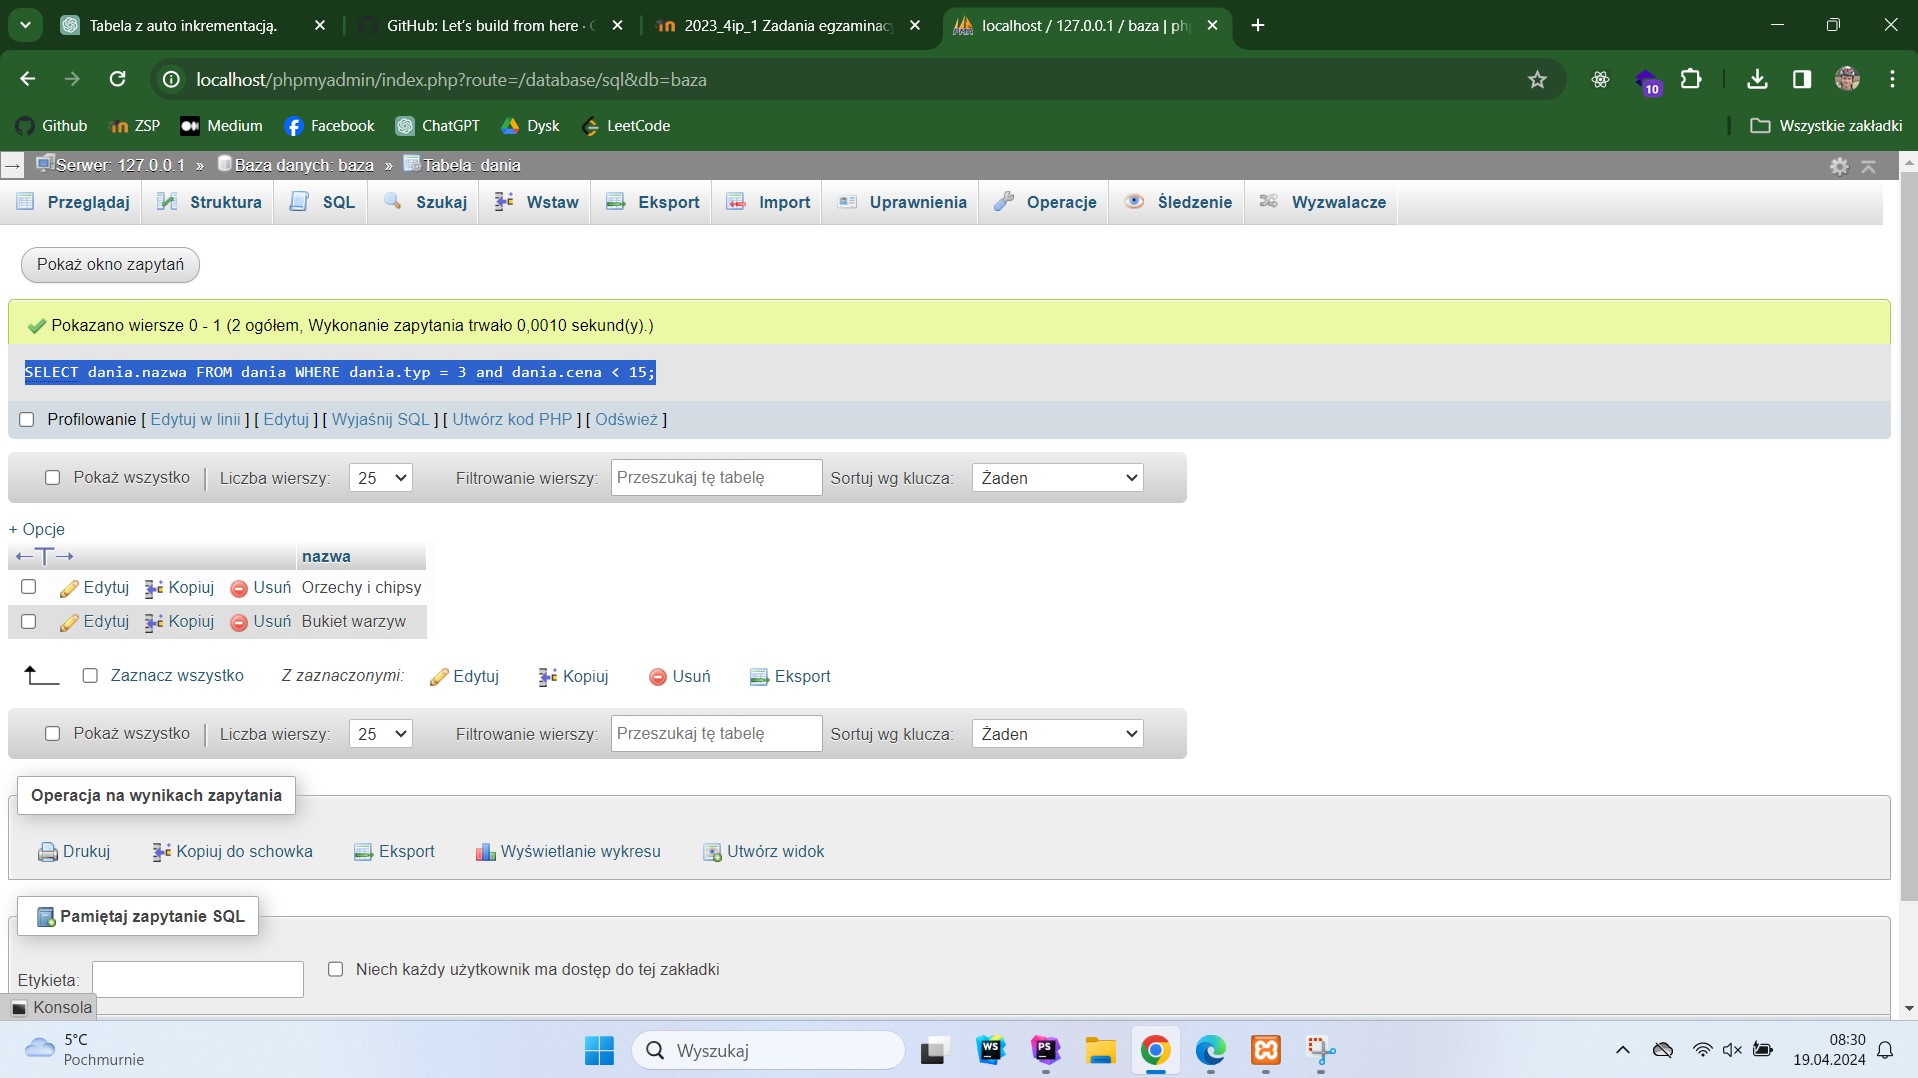 Tabela z auto inkrementacją.
GitHub: Let's build from here ·
2023_4ip_1 Zadania egzaminac
localhost / 127.0.0.1 / baza | ph
localhost/phpmyadmin/index.php?route=/database/sql&db=baza
10
Github ZSP Medium Facebook ChatGPT Dysk LeetCode Wszystkie zakładki
Serwer: 127.0.0.1 » Baza danych: baza » Tabela: dania
Przeglądaj Struktura SQL Szukaj Wstaw Eksport Import Uprawnienia Operacje Śledzenie Wyzwalacze
Pokaż okno zapytań
Pokazano wiersze 0 - 1 (2 ogółem, Wykonanie zapytania trwało 0,0010 sekund(y).)
SELECT dania.nazwa FROM dania WHERE dania.typ = 3 and dania.cena < 15;
Profilowanie [ Edytuj w linii ] [ Edytuj ] [ Wyjaśnij SQL ] [ Utwórz kod PHP ] [ Odśwież ]
Pokaż wszystko Liczba wierszy: 25 Filtrowanie wierszy: Przeszukaj tę tabelę Sortuj wg klucza: Żaden
+ Opcje
←T→ nazwa
Edytuj Kopiuj Usuń Orzechy i chipsy
Edytuj Kopiuj Usuń Bukiet warzyw
Zaznacz wszystko Z zaznaczonymi: Edytuj Kopiuj Usuń Eksport
Pokaż wszystko Liczba wierszy: 25 Filtrowanie wierszy: Przeszukaj tę tabelę Sortuj wg klucza: Żaden
Operacja na wynikach zapytania
Drukuj Kopiuj do schowka Eksport Wyświetlanie wykresu Utwórz widok
Pamiętaj zapytanie SQL
Etykieta: Niech każdy użytkownik ma dostęp do tej zakładki
Konsola
5°C
Pochmurnie
Wyszukaj
WS
PS
08:30
19.04.2024